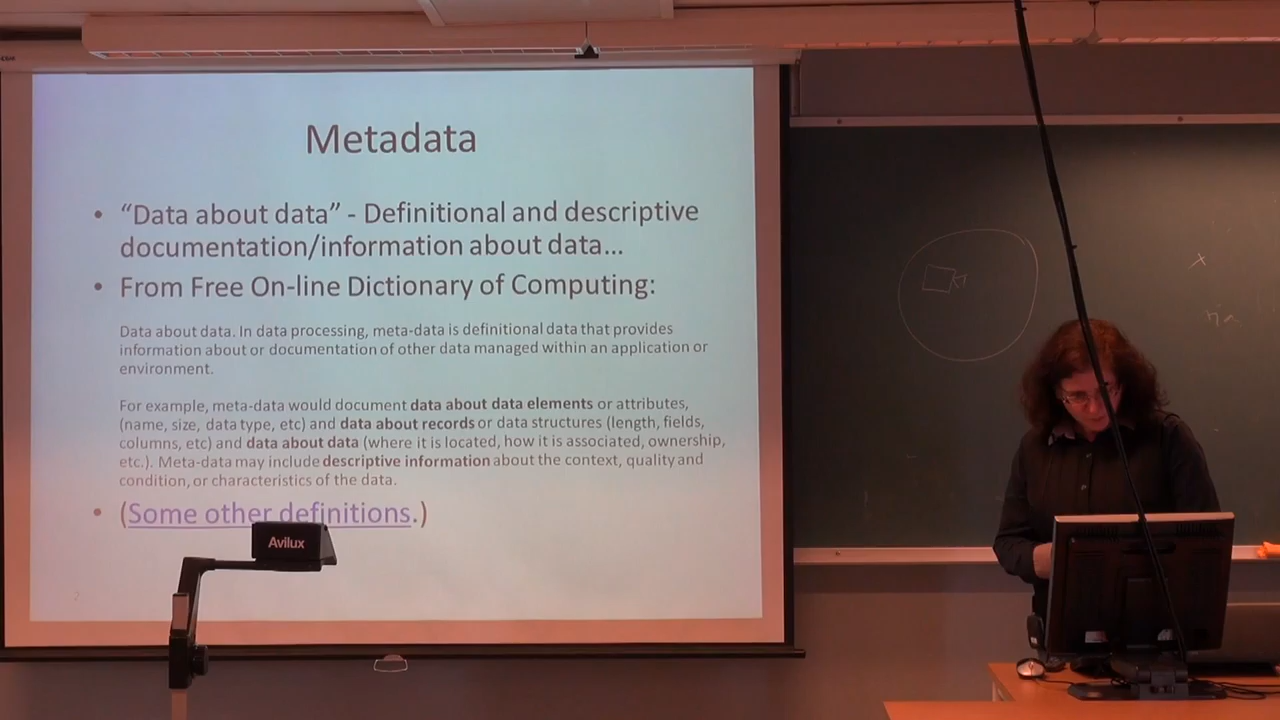 Metadata
• “Data about data” - Definitional and descriptive
documentation/information about data...
• From Free On-line Dictionary of Computing:
Data about data. In data processing, meta-data is definitional data that provides
information about or documentation of other data managed within an application or
environment.
For example, meta-data would document data about data elements or attributes,
(name, size, data type, etc) and data about records or data structures (length, fields,
columns, etc) and data about data (where it is located, how it is associated, ownership,
etc.). Meta-data may include descriptive information about the context, quality and
condition, or characteristics of the data.
• (Some other definitions.)
Avilux
2